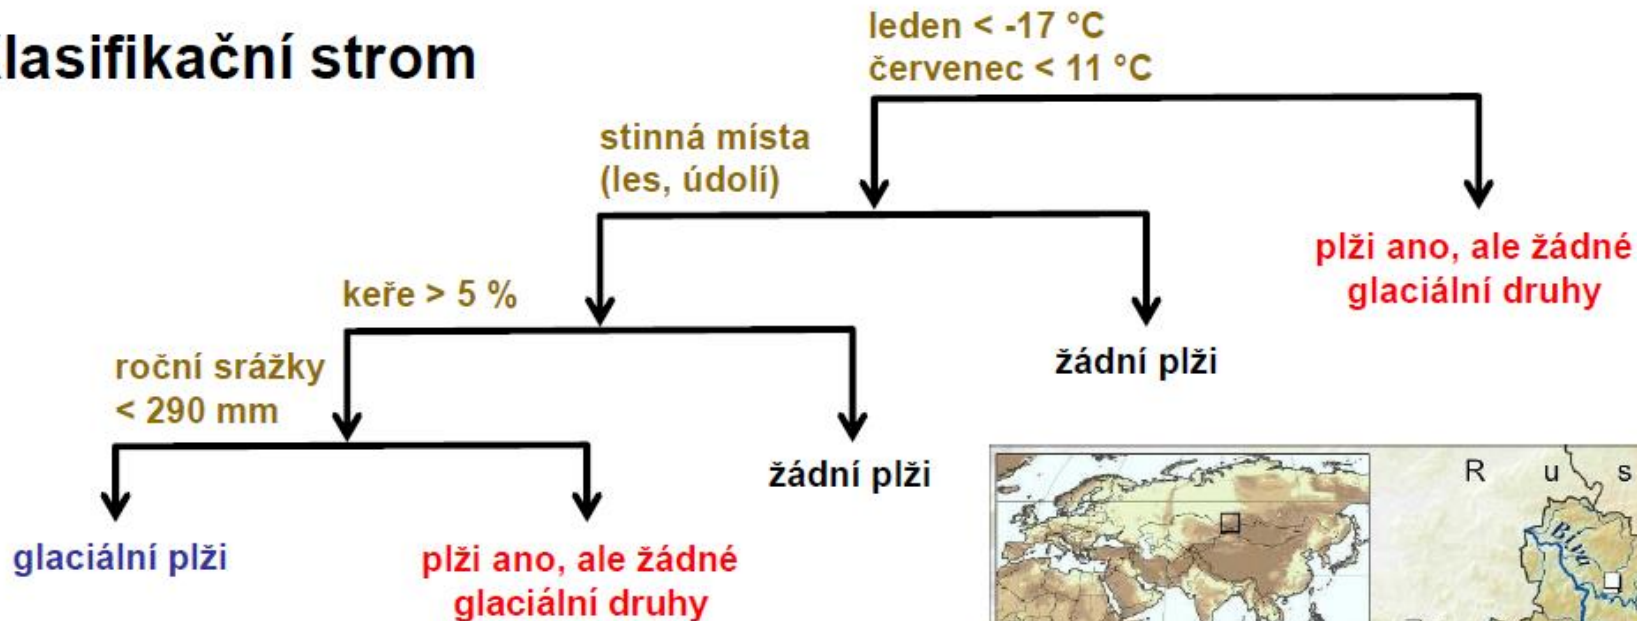 lasifikační strom
leden < -17 °C
červenec < 11 °C
stinná místa
(les, údolí)
plži ano, ale žádné
glaciální druhy
keře > 5 %
žádní plži
roční srážky
< 290 mm
žádní plži
glaciální plži
plži ano, ale žádné
glaciální druhy
R u s